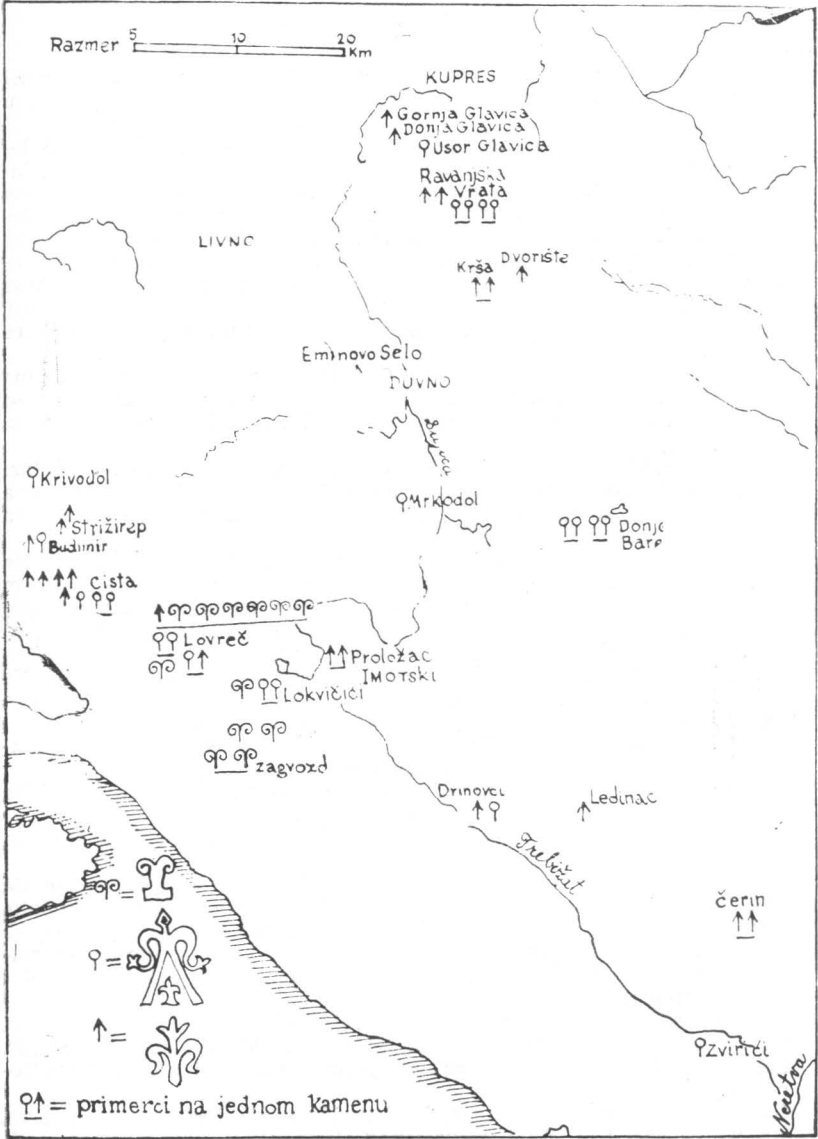 Razmer 5 10 20 Km
KUPRES
Gornja Glavica
Donja Glavica
Usor Glavica
Ravanjska
Vrata
LIVNO
Krša
Dvorište
Eminovo Selo
DUVNO
Krivodol
Strižirep
Budimir
Mrkodol
Donje
Bare
Cista
Lovreč
Proložac
IMOTSKI
Lokvičići
zagvozd
Drinovci
Ledinac
Trebižat
Čerin
Zvirići
Neretva
= primerci na jednom kamenu